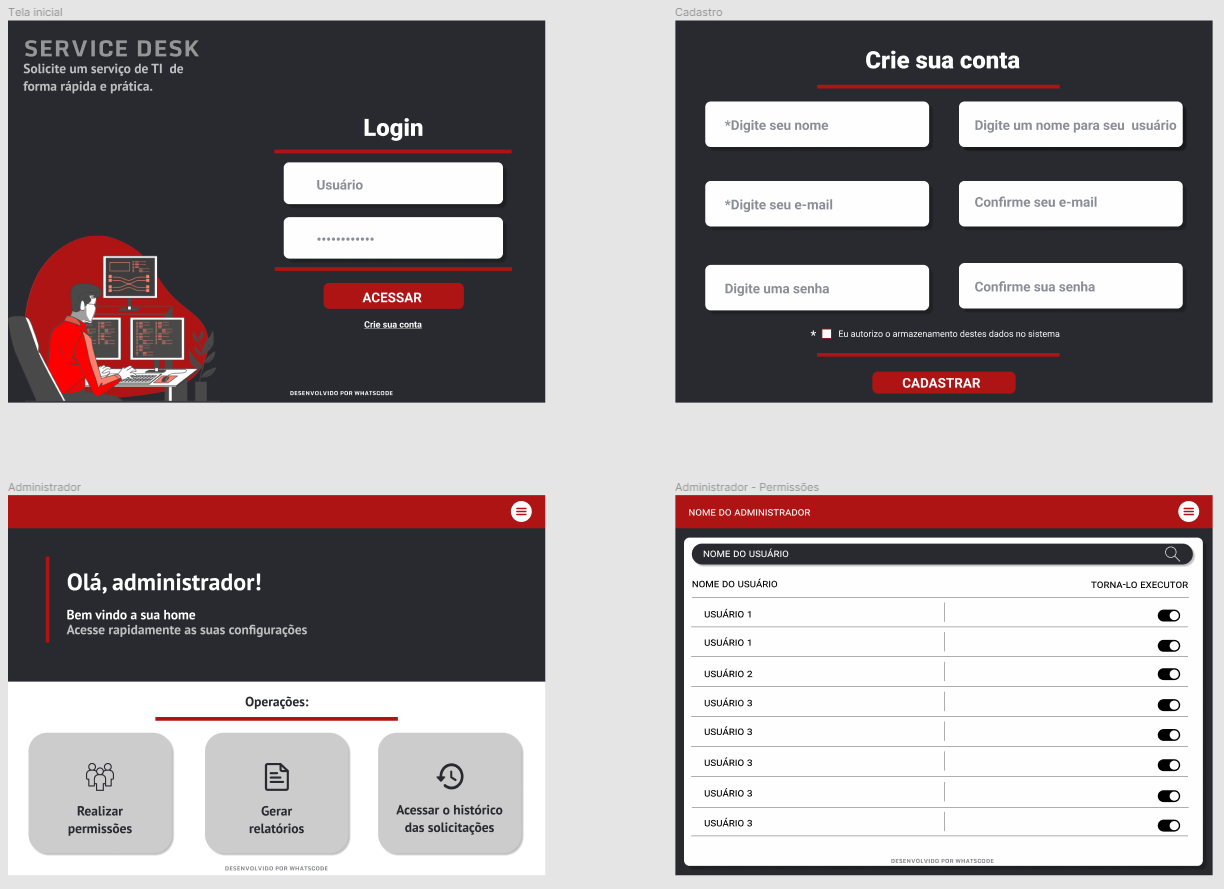 Tela inicial
SERVICE DESK
Solicite um serviço de TI de
forma rápida e prática.
Login
Usuário
••••••••••••
ACESSAR
Crie sua conta
DESENVOLVIDO POR WHATSCODE
Cadastro
Crie sua conta
*Digite seu nome
Digite um nome para seu usuário
*Digite seu e-mail
Confirme seu e-mail
Digite uma senha
Confirme sua senha
* Eu autorizo o armazenamento destes dados no sistema
CADASTRAR
Administrador
Olá, administrador!
Bem vindo a sua home
Acesse rapidamente as suas configurações
Operações:
Realizar
permissões
Gerar
relatórios
Acessar o histórico
das solicitações
DESENVOLVIDO POR WHATSCODE
Administrador - Permissões
NOME DO ADMINISTRADOR
NOME DO USUÁRIO
NOME DO USUÁRIO
TORNA-LO EXECUTOR
USUÁRIO 1
USUÁRIO 1
USUÁRIO 2
USUÁRIO 3
USUÁRIO 3
USUÁRIO 3
USUÁRIO 3
USUÁRIO 3
DESENVOLVIDO POR WHATSCODE